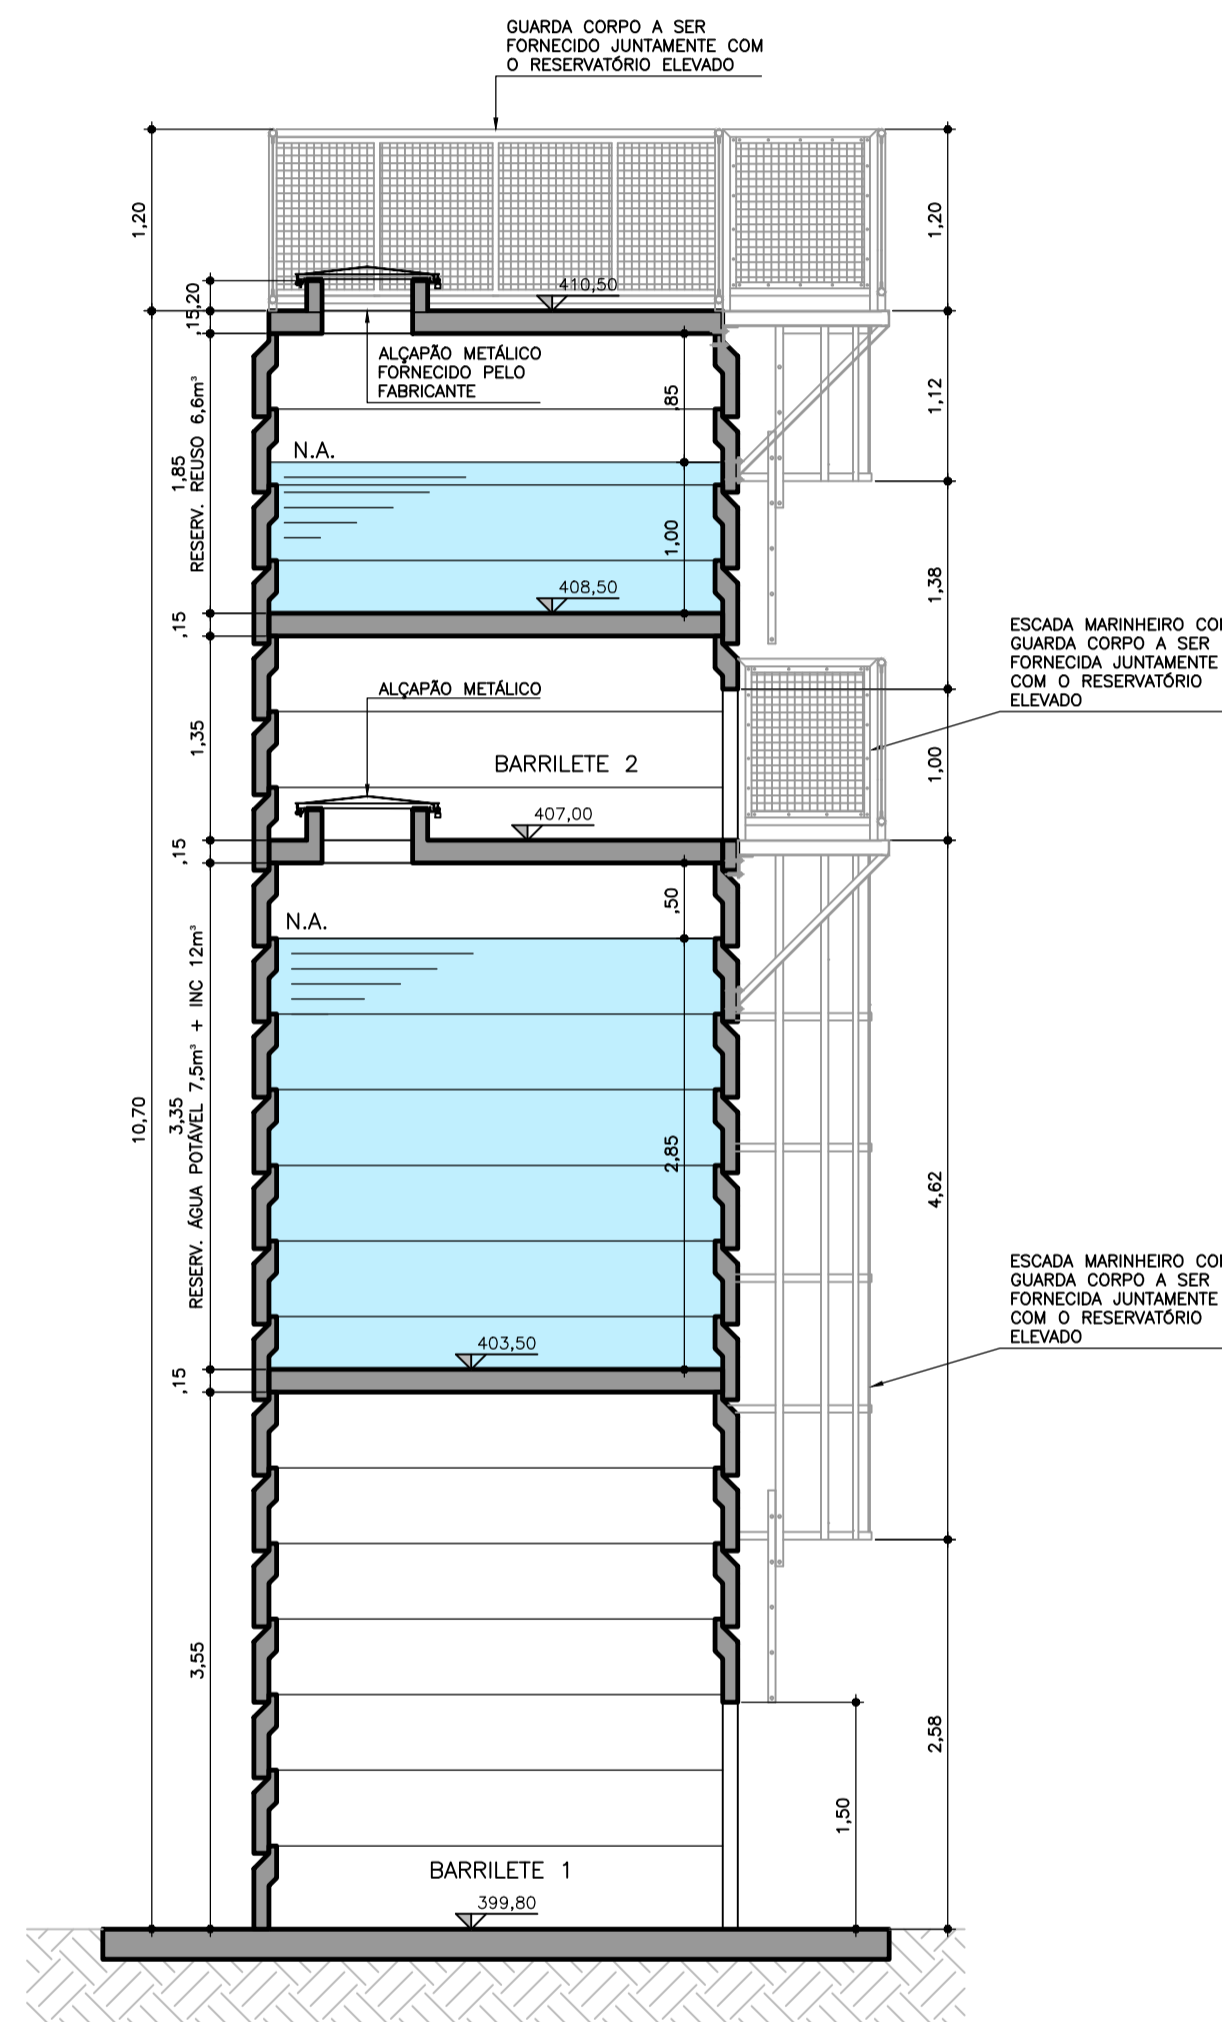 GUARDA CORPO A SER
FORNECIDO JUNTAMENTE COM
O RESERVATÓRIO ELEVADO
1,20
1,20
,20
,15
410,50
ALÇAPÃO METÁLICO
FORNECIDO PELO
FABRICANTE
,85
1,12
N.A.
1,85
RESERV. REUSO 6,6m³
1,00
1,38
408,50
,15
ESCADA MARINHEIRO CO
GUARDA CORPO A SER
FORNECIDA JUNTAMENTE
COM O RESERVATÓRIO
ELEVADO
ALÇAPÃO METÁLICO
1,35
BARRILETE 2
1,00
407,00
,15
,50
N.A.
10,70
3,35
RESERV. ÁGUA POTÁVEL 7,5m³ + INC 12m³
2,85
4,62
ESCADA MARINHEIRO CO
GUARDA CORPO A SER
FORNECIDA JUNTAMENTE
COM O RESERVATÓRIO
ELEVADO
403,50
,15
3,55
2,58
1,50
BARRILETE 1
399,80